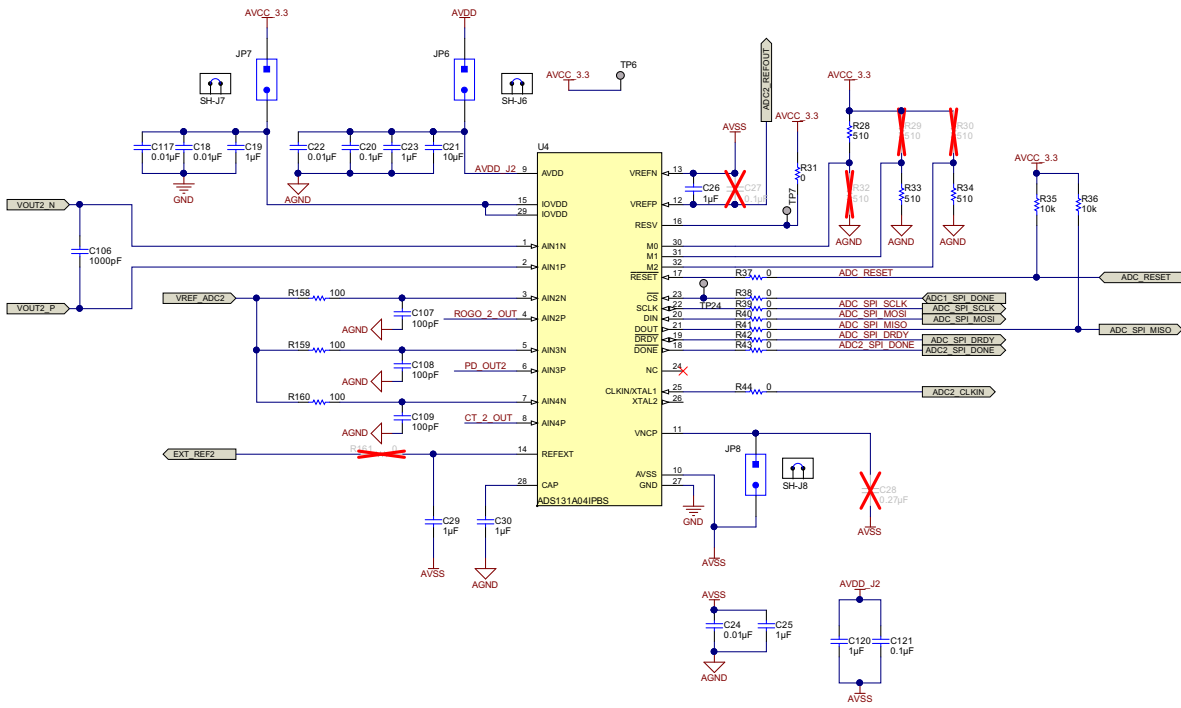 AVCC_3.3
AVDD
JP7
JP6
SH-J7
SH-J6
AVCC_3.3
TP6
ADC2_REFOUT
AVCC_3.3
AVCC_3.3
AVSS
R28
510
R29
510
R30
510
R31
0
TP7
C117
0.01µF
C18
0.01µF
C19
1µF
C22
0.01µF
C20
0.1µF
C23
1µF
C21
10µF
GND
AGND
U4
AVDD_J2
9
AVDD
VREFN
13
C26
1µF
C27
0.1µF
AVCC_3.3
R32
510
R33
510
R34
510
R35
10k
R36
10k
VOUT2_N
15
IOVDD
29
IOVDD
VREFP
12
RESV
16
AGND
AGND
AGND
C106
1000pF
1
AIN1N
M0
30
M1
31
2
AIN1P
M2
32
RESET
17
R37
0
ADC_RESET
ADC_RESET
VOUT2_P
VREF_ADC2
R158
100
3
AIN2N
CS
23
TP24
R38
0
ADC1_SPI_DONE
SCLK
22
R39
0
ADC_SPI_SCLK
ADC_SPI_SCLK
C107
100pF
AGND
ROGO_2_OUT
4
AIN2P
DIN
20
R40
0
ADC_SPI_MOSI
ADC_SPI_MOSI
DOUT
21
R41
0
ADC_SPI_MISO
ADC_SPI_MISO
DRDY
19
R42
0
ADC_SPI_DRDY
ADC_SPI_DRDY
R159
100
5
AIN3N
DONE
18
R43
0
ADC2_SPI_DONE
ADC2_SPI_DONE
C108
100pF
AGND
PD_OUT2
6
AIN3P
NC
24
R160
100
7
AIN4N
CLKIN/XTAL1
25
R44
0
ADC2_CLKIN
XTAL2
26
C109
100pF
AGND
CT_2_OUT
8
AIN4P
VNCP
11
EXT_REF2
R161
0
14
REFEXT
JP8
SH-J8
AVSS
10
GND
27
28
CAP
ADS131A04IPBS
C28
0.27µF
GND
C29
1µF
C30
1µF
AVSS
AVSS
AVSS
AGND
AVSS
AVDD_J2
C24
0.01µF
C25
1µF
C120
1µF
C121
0.1µF
AGND
AVSS